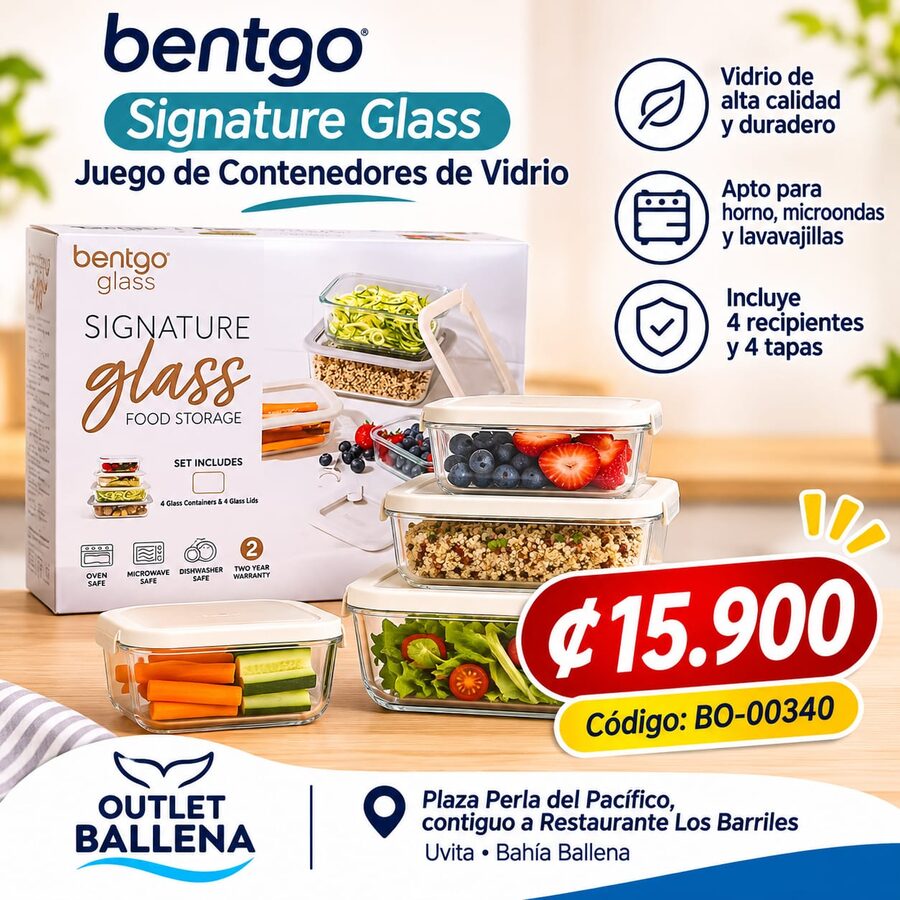 bentgo®
Signature Glass
Juego de Contenedores de Vidrio
Vidrio de
alta calidad
y duradero
Apto para
horno, microondas
y lavavajillas
Incluye
4 recipientes
y 4 tapas
bentgo®
glass
SIGNATURE
glass
FOOD STORAGE
SET INCLUDES
4 Glass Containers & 4 Glass Lids
OVEN
SAFE
MICROWAVE
SAFE
DISHWASHER
SAFE
2
TWO YEAR
WARRANTY
₡15.900
Código: BO-00340
OUTLET
BALLENA
Plaza Perla del Pacífico,
contiguo a Restaurante Los Barriles
Uvita • Bahía Ballena